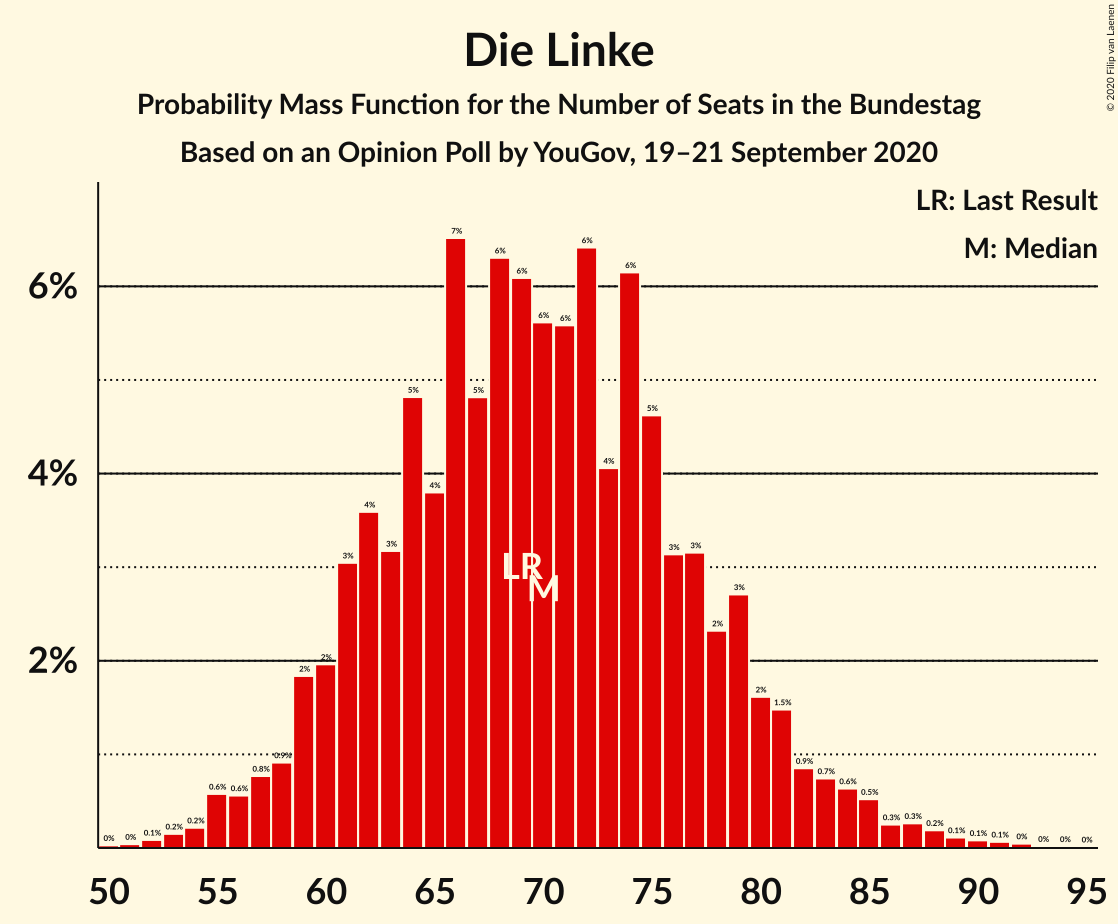 Die Linke
Probability Mass Function for the Number of Seats in the Bundestag
Based on an Opinion Poll by YouGov, 19–21 September 2020
© 2020 Filip van Laenen
LR: Last Result
M: Median
6%
4%
2%
0% 0% 0.1% 0.2% 0.2% 0.6% 0.6% 0.8% 0.9% 2% 2% 3% 4% 3% 5% 4% 7% 5% 6% 6% 6% 6% 6% 4% 6% 5% 3% 3% 2% 3% 2% 1.5% 0.9% 0.7% 0.6% 0.5% 0.3% 0.3% 0.2% 0.1% 0.1% 0.1% 0% 0% 0% 0%
LR
M
50 55 60 65 70 75 80 85 90 95